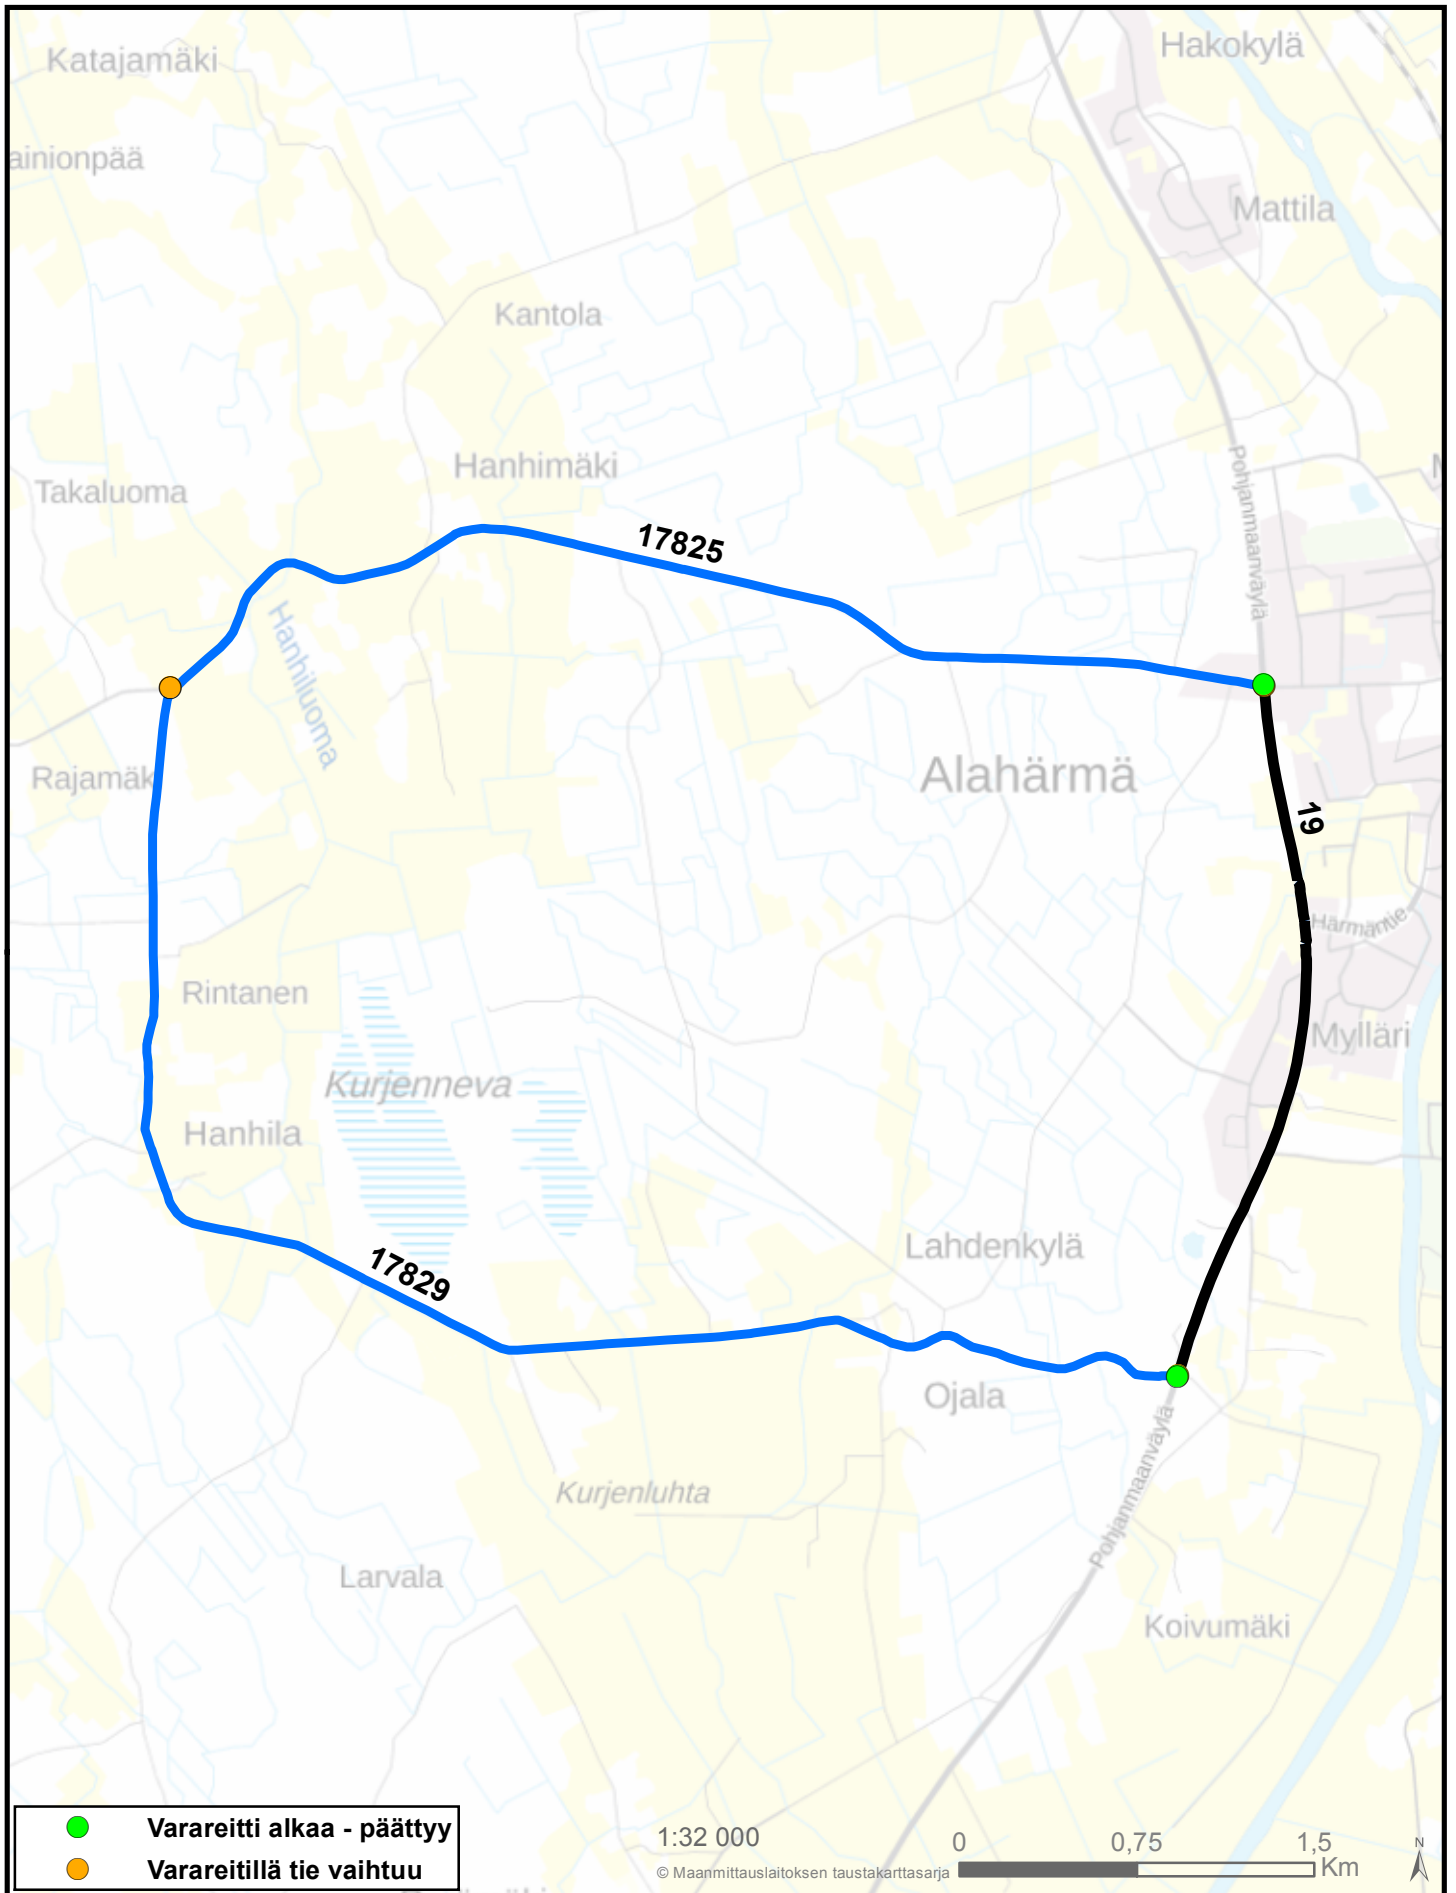 Katajamäki
Hakokylä
ainionpää
Mattila
Kantola
Hanhimäki
Takaluoma
Pohjanmaanväylä
17825
Hanhiluoma
Rajamäk
Alahärmä
19
Härmäntie
Rintanen
Mylläri
Kurjenneva
Hanhila
Lahdenkylä
17829
Ojala
Kurjenluhta
Pohjanmaanväylä
Larvala
Koivumäki
Varareitti alkaa - päättyy
Varareitillä tie vaihtuu
1:32 000
© Maanmittauslaitoksen taustakarttasarja
0 0,75 1,5
Km
N